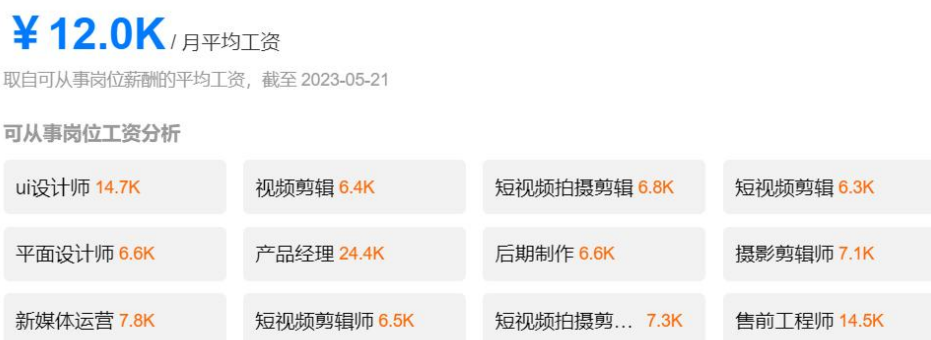 ￥12.0K / 月平均工资
取自可从事岗位薪酬的平均工资，截至 2023-05-21
可从事岗位工资分析
ui设计师 14.7K 视频剪辑 6.4K 短视频拍摄剪辑 6.8K 短视频剪辑 6.3K
平面设计师 6.6K 产品经理 24.4K 后期制作 6.6K 摄影剪辑师 7.1K
新媒体运营 7.8K 短视频剪辑师 6.5K 短视频拍摄剪... 7.3K 售前工程师 14.5K